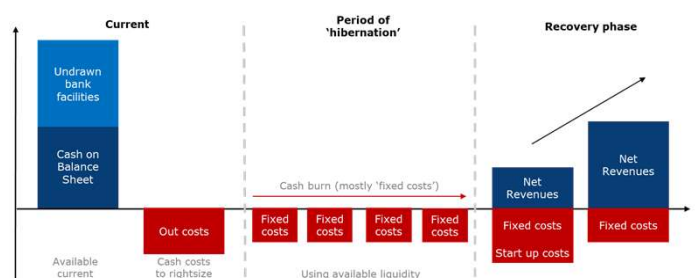 Current
Period of
'hibernation'
Recovery phase
Undrawn
bank
facilities
Cash on
Balance
Sheet
Out costs
Cash burn (mostly 'fixed costs')
Fixed
costs
Fixed
costs
Fixed
costs
Fixed
costs
Net
Revenues
Fixed costs
Start up costs
Net
Revenues
Fixed costs
Available
current
Cash costs
to rightsize
Using available liquidity